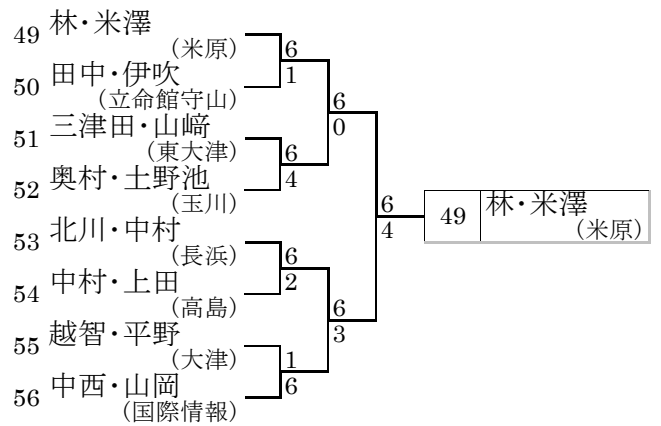 49 林・米澤
(米原)
6
1
50 田中・伊吹
(立命館守山)
6
0
51 三津田・山﨑
(東大津)
6
4
52 奥村・土野池
(玉川)
6
4
49 林・米澤
(米原)
53 北川・中村
(長浜)
6
2
54 中村・上田
(高島)
6
3
55 越智・平野
(大津)
1
6
56 中西・山岡
(国際情報)